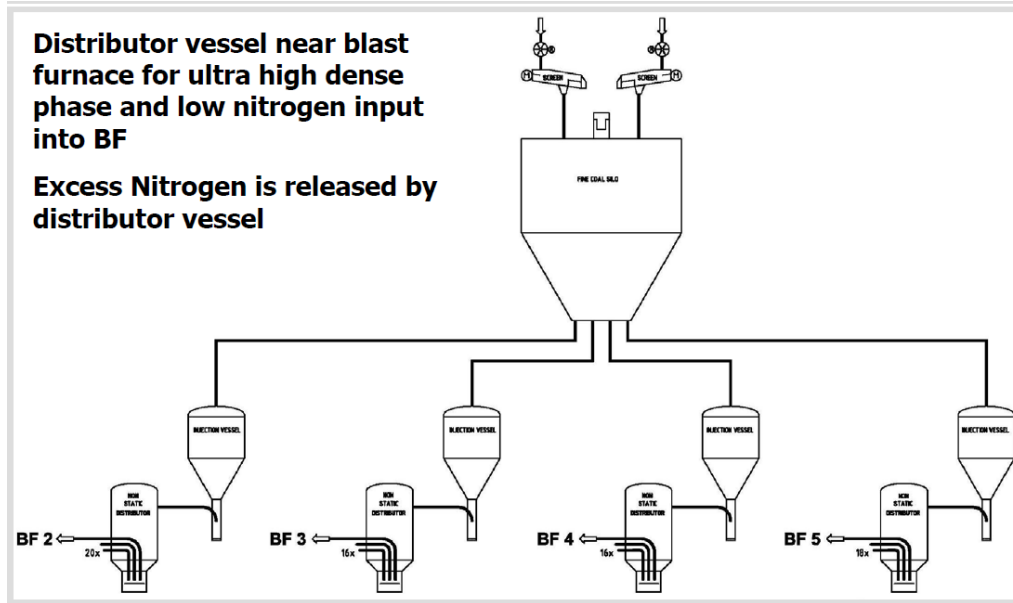 Distributor vessel near blast
furnace for ultra high dense
phase and low nitrogen input
into BF
Excess Nitrogen is released by
distributor vessel
M SCREEN
SCREEN M
FINE COAL SILO
INJECTION VESSEL
INJECTION VESSEL
INJECTION VESSEL
INJECTION VESSEL
NON
STATIC
DISTRIBUTOR
NON
STATIC
DISTRIBUTOR
NON
STATIC
DISTRIBUTOR
NON
STATIC
DISTRIBUTOR
BF 2
BF 3
BF 4
BF 5
20x
16x
16x
18x